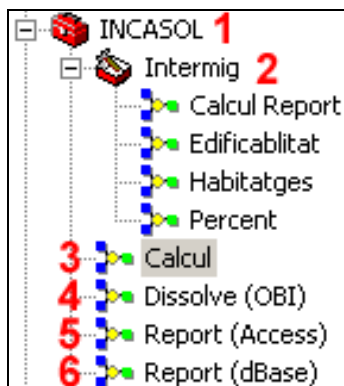 INCASOL 1
Intermig 2
Calcul Report
Edificablitat
Habitatges
Percent
3 Calcul
4 Dissolve (OBI)
5 Report (Access)
6 Report (dBase)